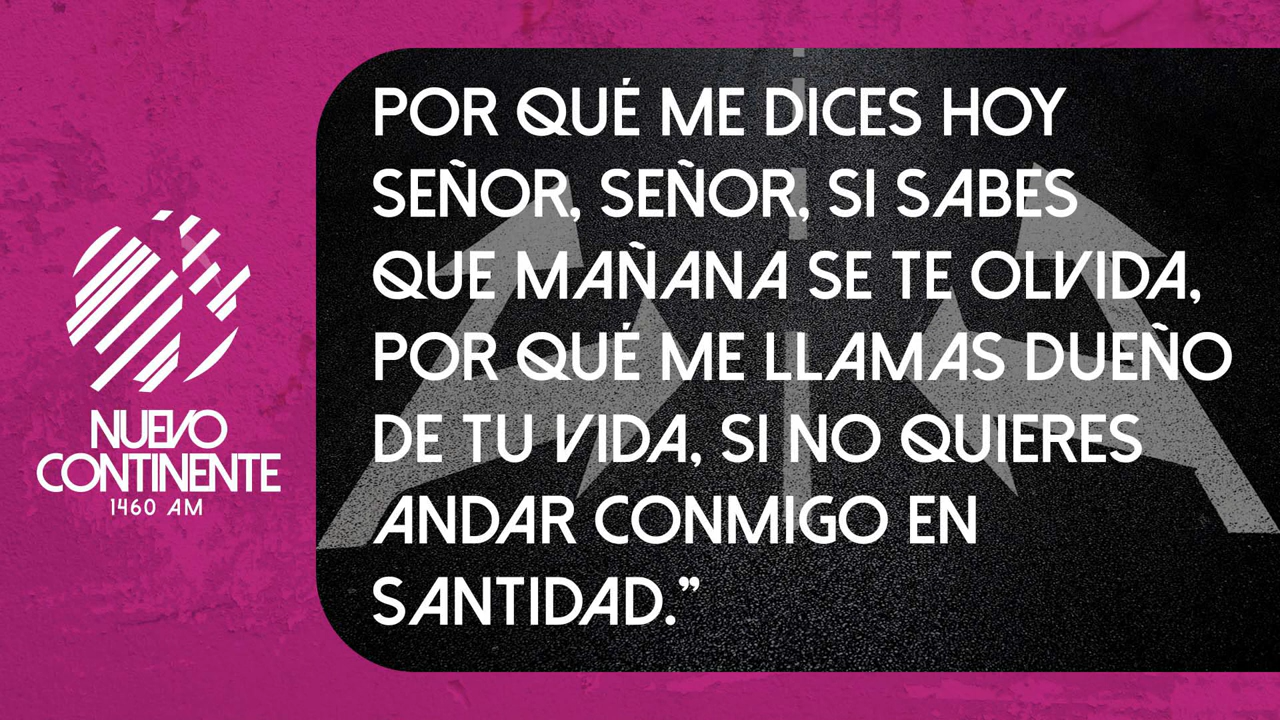 POR QUÉ ME DICES HOY
SEÑOR, SEÑOR, SI SABES
QUE MAÑANA SE TE OLVIDA,
POR QUÉ ME LLAMAS DUEÑO
DE TU VIDA, SI NO QUIERES
ANDAR CONMIGO EN
SANTIDAD.”
NUEVO
CONTINENTE
1460 AM